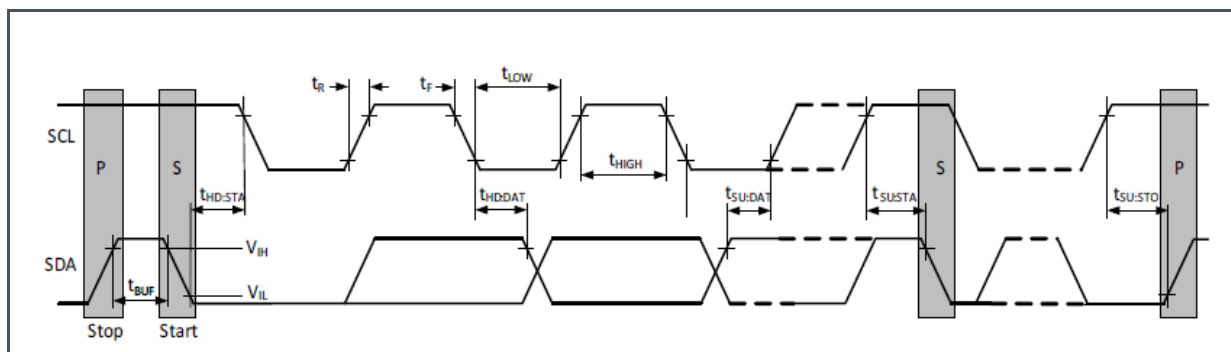 tR
tF
tLOW
SCL
P
S
tHIGH
S
P
tHD:STA
tHD:DAT
tSU:DAT
tSU:STA
tSU:STO
VIH
SDA
tBUF
VIL
Stop
Start